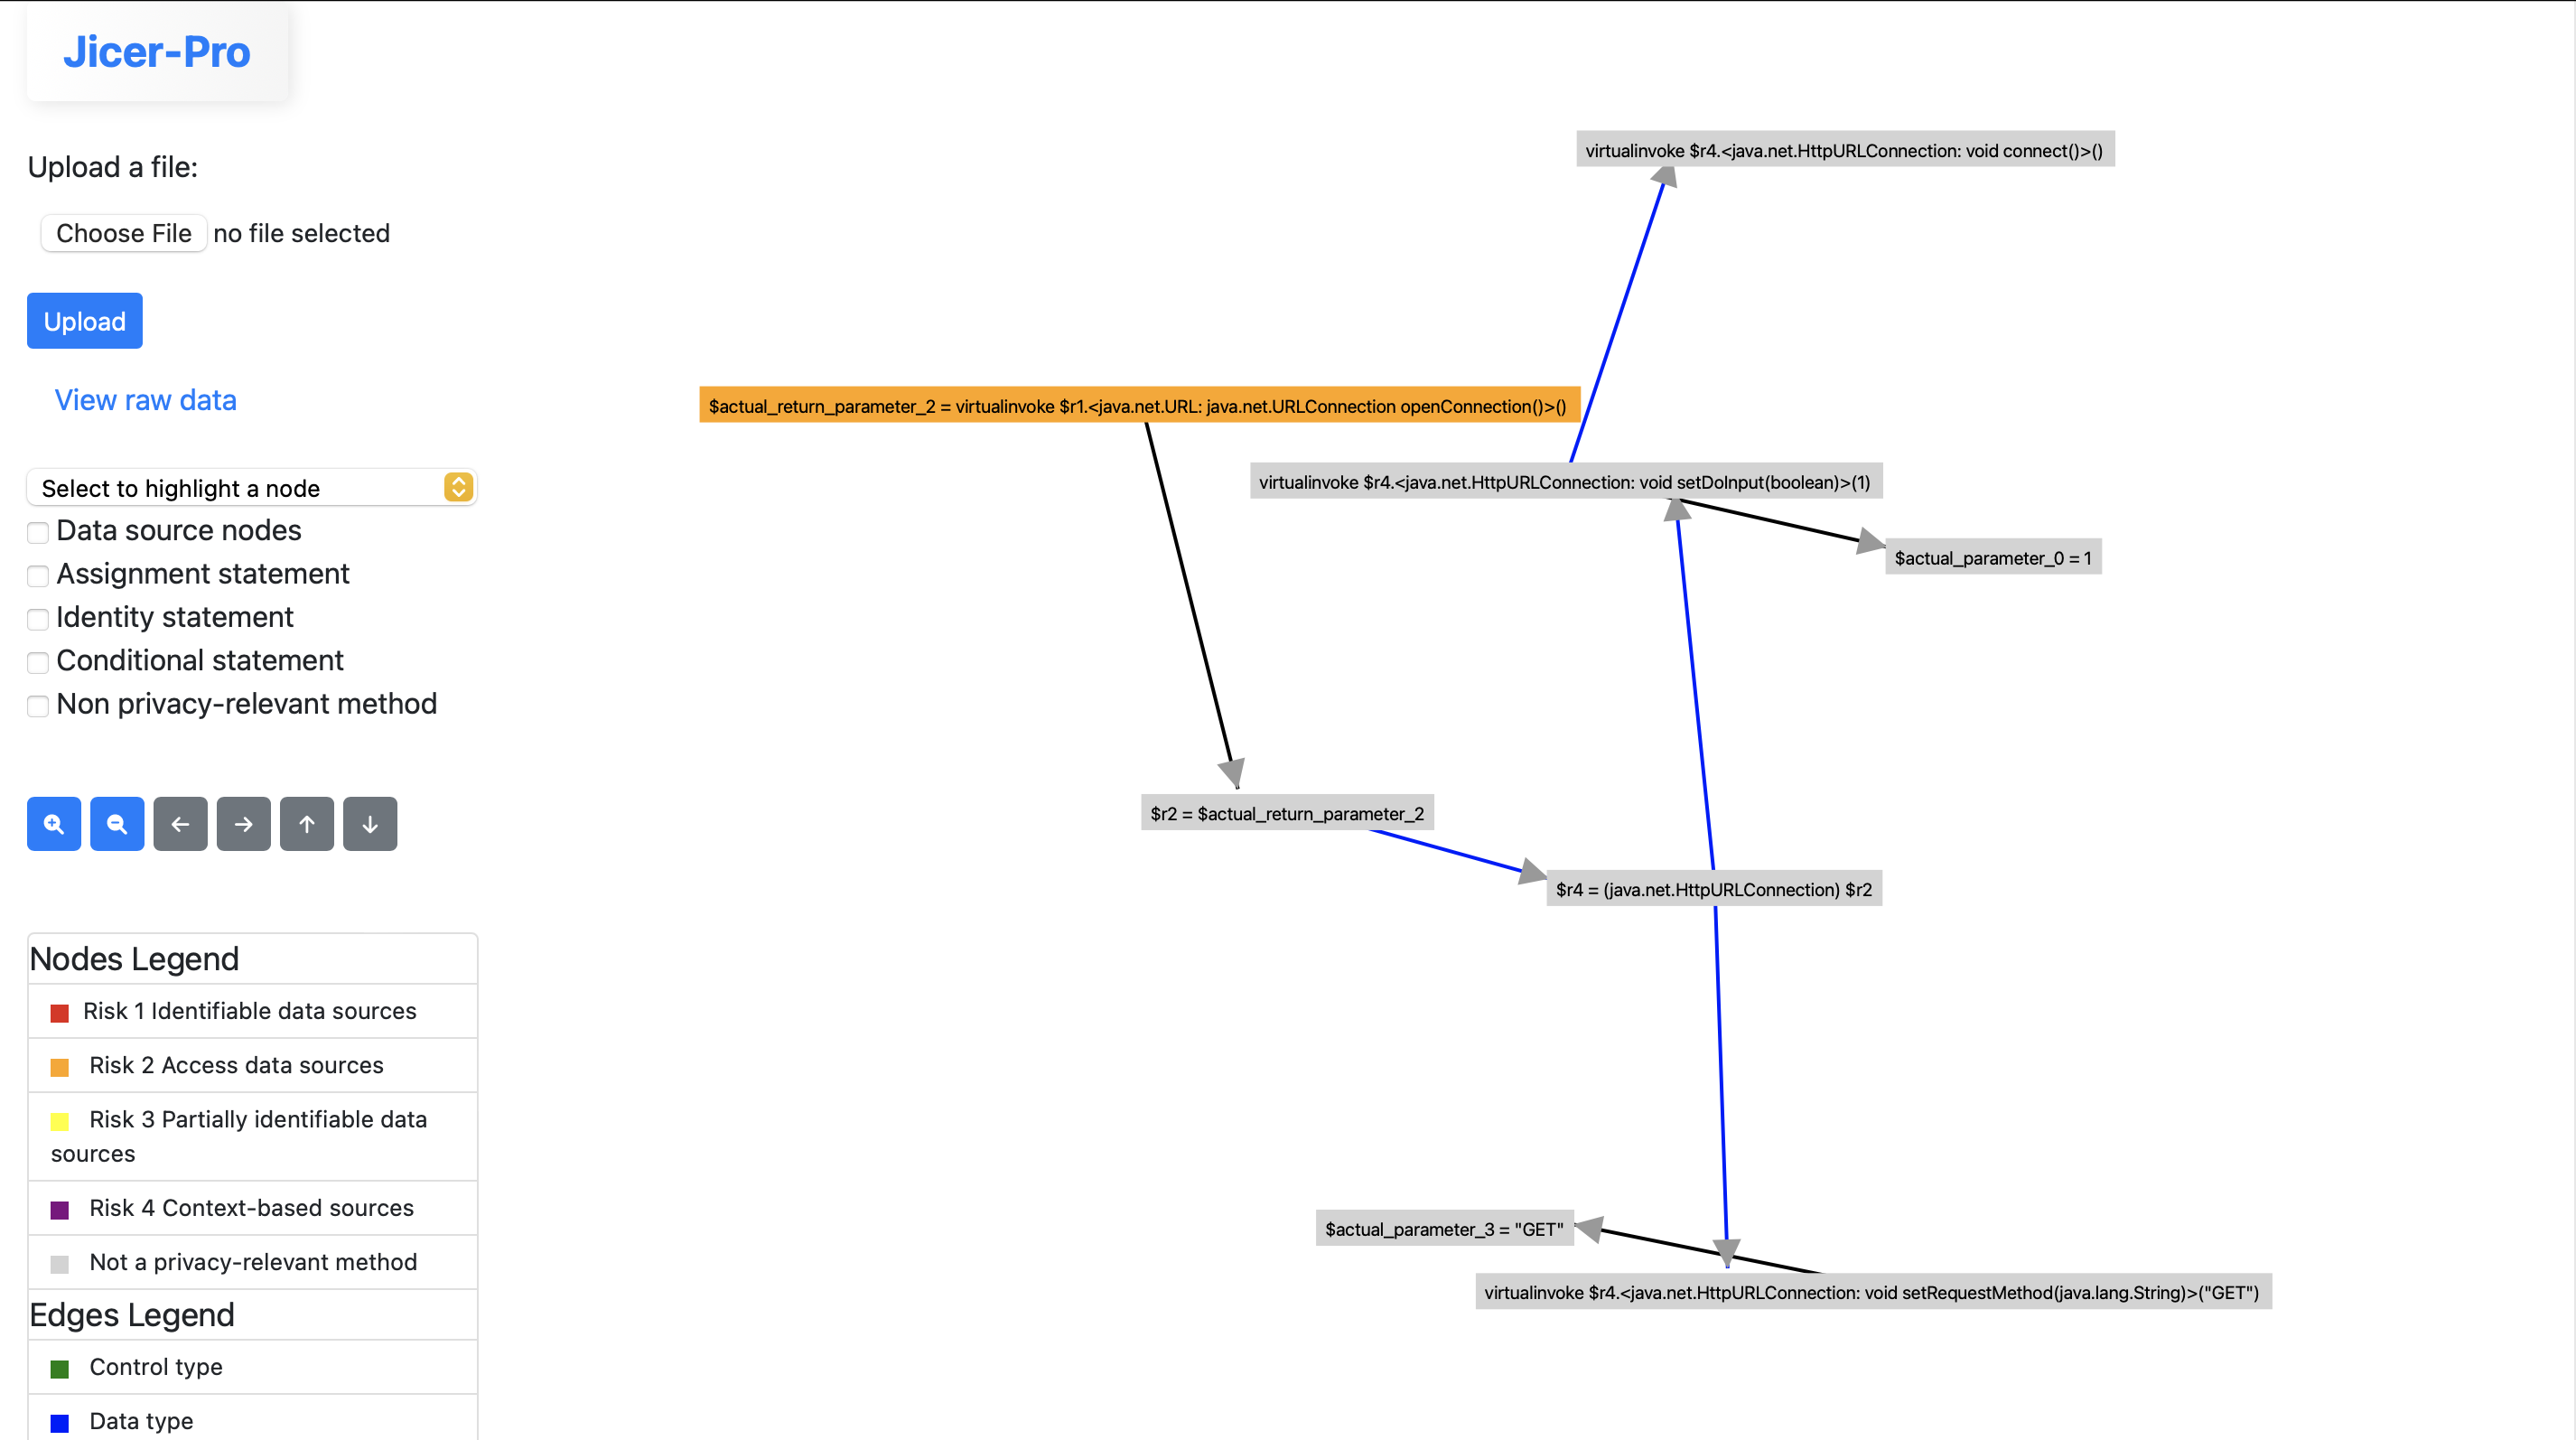 Jicer-Pro
Upload a file:
Choose File no file selected
Upload
View raw data
Select to highlight a node
Data source nodes
Assignment statement
Identity statement
Conditional statement
Non privacy-relevant method
Nodes Legend
Risk 1 Identifiable data sources
Risk 2 Access data sources
Risk 3 Partially identifiable data
sources
Risk 4 Context-based sources
Not a privacy-relevant method
Edges Legend
Control type
Data type
virtualinvoke $r4.<java.net.HttpURLConnection: void connect()>()
$actual_return_parameter_2 = virtualinvoke $r1.<java.net.URL: java.net.URLConnection openConnection()>()
virtualinvoke $r4.<java.net.HttpURLConnection: void setDoInput(boolean)>(1)
$actual_parameter_0 = 1
$r2 = $actual_return_parameter_2
$r4 = (java.net.HttpURLConnection) $r2
$actual_parameter_3 = "GET"
virtualinvoke $r4.<java.net.HttpURLConnection: void setRequestMethod(java.lang.String)>("GET")